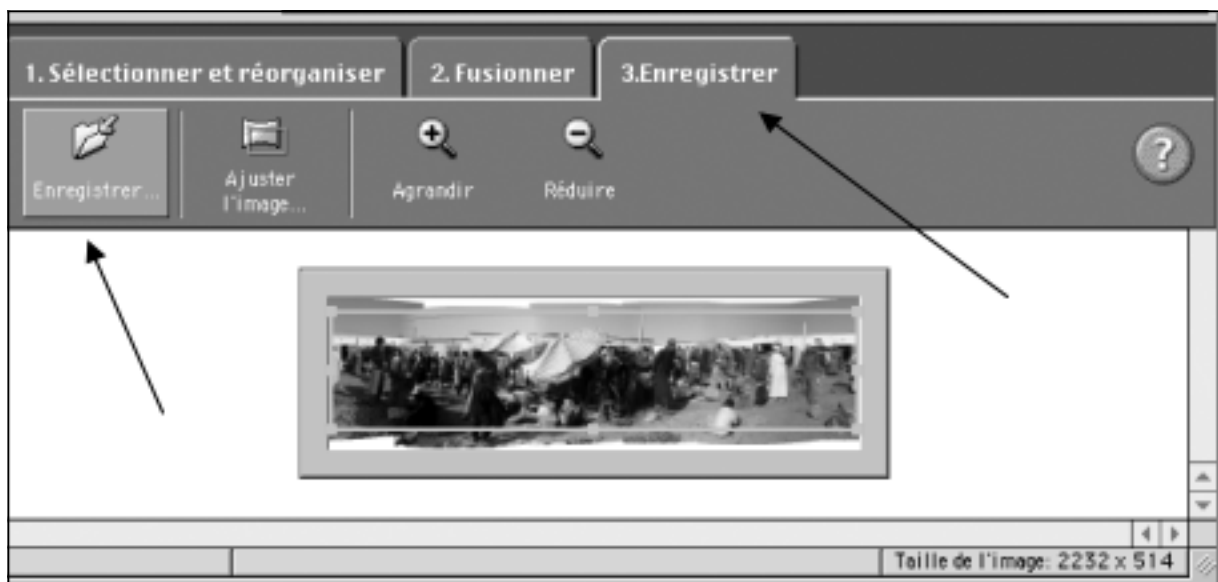 1. Sélectionner et réorganiser
2. Fusionner
3.Enregistrer
Enregistrer...
Ajuster
l'image...
Agrandir
Réduire
?
Taille de l'image: 2232 x 514